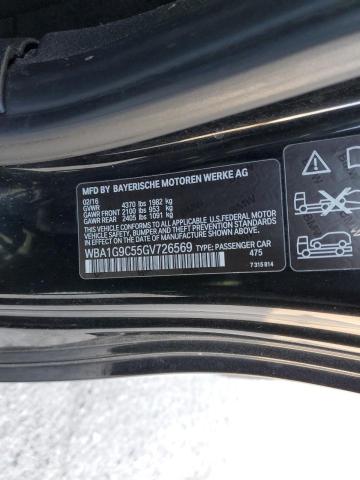 MFD BY BAYERISCHE MOTOREN WERKE AG
02/16
GVWR 4370 lbs 1982 kg
GAWR FRONT 2100 lbs 953 kg
GAWR REAR 2405 lbs 1091 kg
THIS VEHICLE CONFORMS TO ALL APPLICABLE U.S.FEDERAL MOTOR
VEHICLE SAFETY, BUMPER, AND THEFT PREVENTION STANDARDS IN
EFFECT ON THE DATE OF MANUFACTURE SHOWN ABOVE.
WBA1G9C55GV726569 TYPE: PASSENGER CAR
475
7 315 814